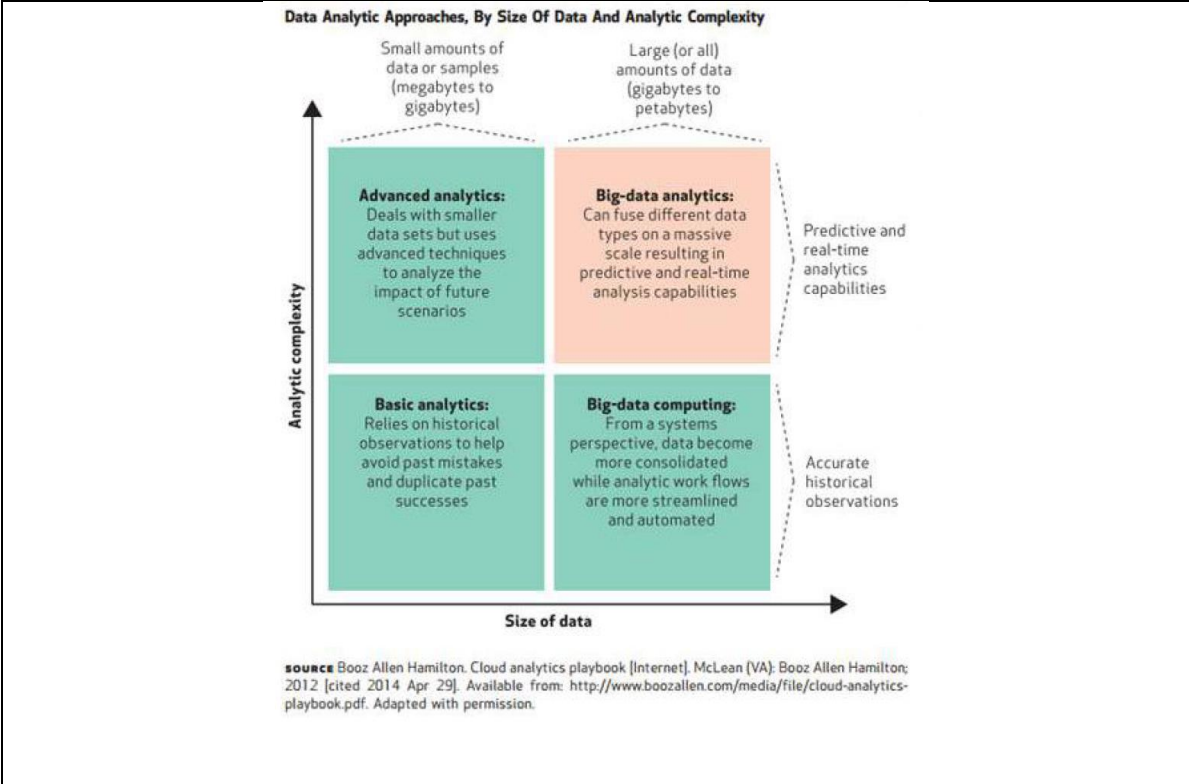 Data Analytic Approaches, By Size Of Data And Analytic Complexity
Small amounts of
data or samples
(megabytes to
gigabytes)
Large (or all)
amounts of data
(gigabytes to
petabytes)
Analytic complexity
Advanced analytics:
Deals with smaller
data sets but uses
advanced techniques
to analyze the
impact of future
scenarios
Big-data analytics:
Can fuse different data
types on a massive
scale resulting in
predictive and real-time
analysis capabilities
Predictive and
real-time
analytics
capabilities
Basic analytics:
Relies on historical
observations to help
avoid past mistakes
and duplicate past
successes
Big-data computing:
From a systems
perspective, data become
more consolidated
while analytic work flows
are more streamlined
and automated
Accurate
historical
observations
Size of data
SOURCE Booz Allen Hamilton. Cloud analytics playbook [Internet]. McLean (VA): Booz Allen Hamilton;
2012 [cited 2014 Apr 29]. Available from: http://www.boozallen.com/media/file/cloud-analytics-
playbook.pdf. Adapted with permission.